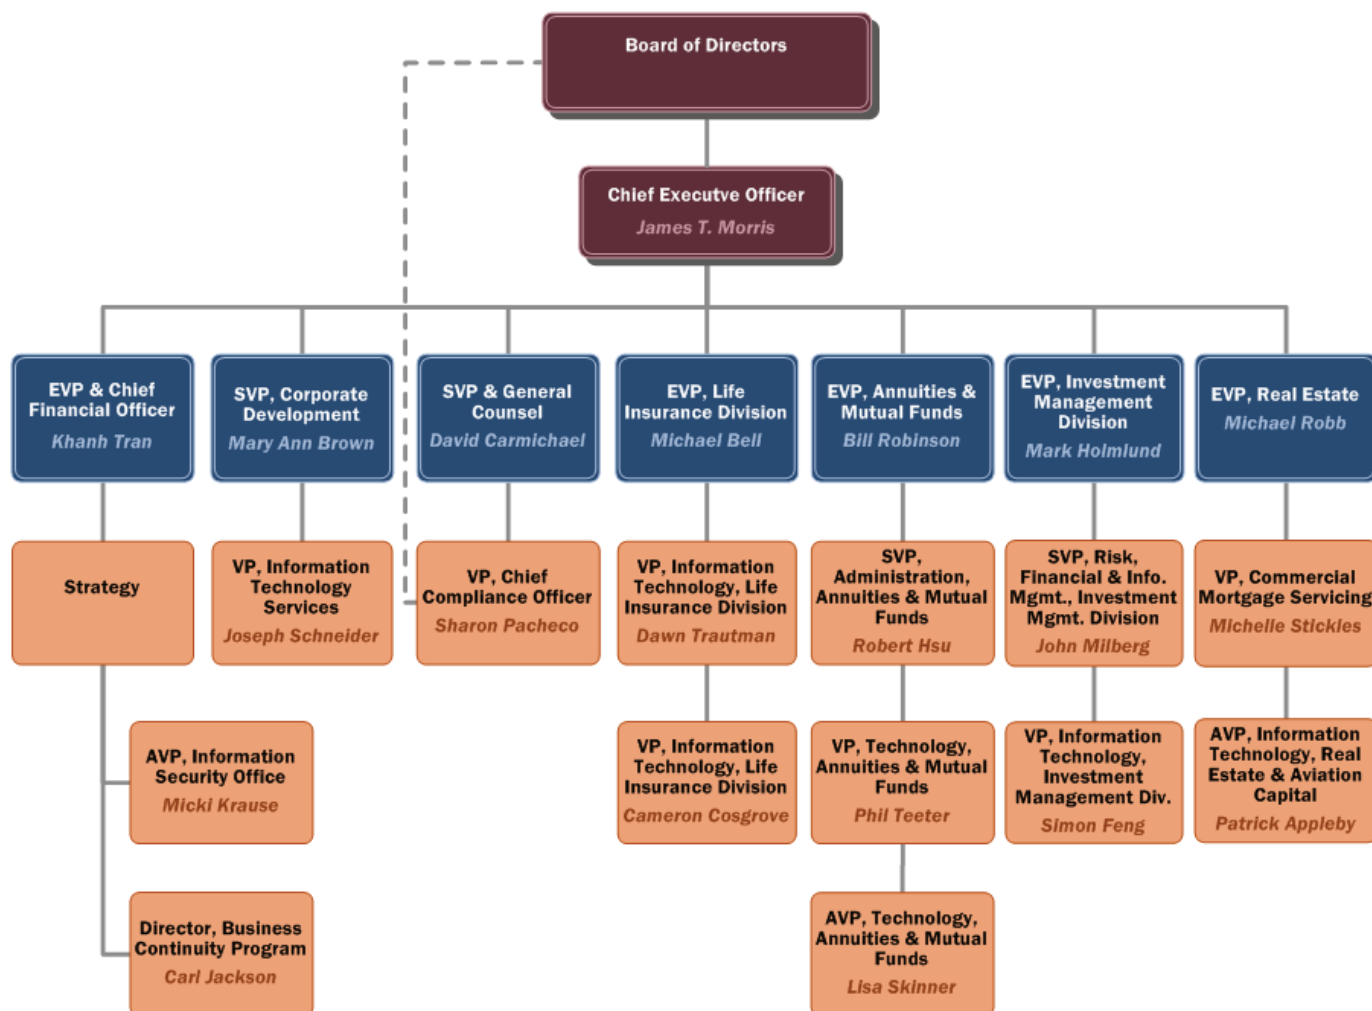 Board of Directors
Chief Executve Officer
James T. Morris
EVP & Chief
Financial Officer
Khanh Tran
SVP, Corporate
Development
Mary Ann Brown
SVP & General
Counsel
David Carmichael
EVP, Life
Insurance Division
Michael Bell
EVP, Annuities &
Mutual Funds
Bill Robinson
EVP, Investment
Management
Division
Mark Holmlund
EVP, Real Estate
Michael Robb
Strategy
VP, Information
Technology
Services
Joseph Schneider
VP, Chief
Compliance Officer
Sharon Pacheco
VP, Information
Technology, Life
Insurance Division
Dawn Trautman
SVP,
Administration,
Annuities & Mutual
Funds
Robert Hsu
SVP, Risk,
Financial & Info.
Mgmt., Investment
Mgmt. Division
John Milberg
VP, Commercial
Mortgage Servicing
Michelle Stickles
AVP, Information
Security Office
Micki Krause
VP, Information
Technology, Life
Insurance Division
Cameron Cosgrove
VP, Technology,
Annuities & Mutual
Funds
Phil Teeter
VP, Information
Technology,
Investment
Management Div.
Simon Feng
AVP, Information
Technology, Real
Estate & Aviation
Capital
Patrick Appleby
Director, Business
Continuity Program
Carl Jackson
AVP, Technology,
Annuities & Mutual
Funds
Lisa Skinner